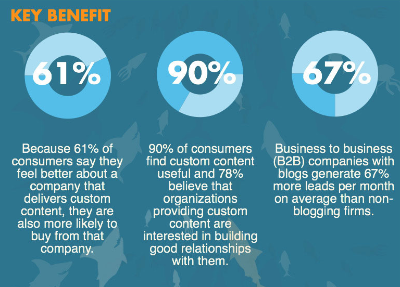 KEY BENEFIT
61%
Because 61% of
consumers say they
feel better about a
company that
delivers custom
content, they are
also more likely to
buy from that
company.
90%
90% of consumers
find custom content
useful and 78%
believe that
organizations
providing custom
content are
interested in building
good relationships
with them.
67%
Business to business
(B2B) companies with
blogs generate 67%
more leads per month
on average than non-
blogging firms.